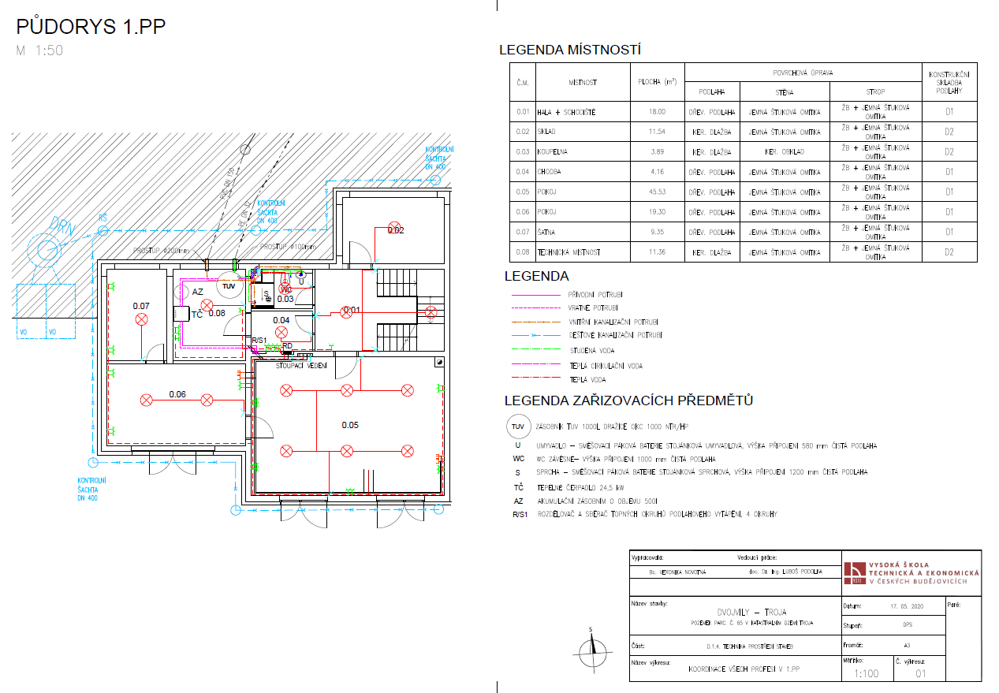 PŮDORYS 1.PP
M 1:50
KONTROLNÍ
ŠACHTA
DN 400
PVC DN 150
PE DN 32
KONTROLNÍ
ŠACHTA
DN 400
DRN
RŠ
PROSTUP ø200mm
PROSTUP ø100mm
0.02
TUV
AZ
U
WC
S
0.03
0.07
TČ
0.08
0.01
0.04
VO
VO
R/S1
RD
STOUPACÍ VEDENÍ
0.06
0.05
KONTROLNÍ
ŠACHTA
DN 400
LEGENDA MÍSTNOSTÍ
Č.M. MÍSTNOST PLOCHA (m²) POVRCHOVÁ ÚPRAVA KONSTRUKČNÍ SKLADBA PODLAHY
PODLAHA STĚNA STROP
0.01 HALA + SCHODIŠTĚ 18.00 DŘEV. PODLAHA JEMNÁ ŠTUKOVÁ OMÍTKA ŽB + JEMNÁ ŠTUKOVÁ OMÍTKA D1
0.02 SKLAD 11.54 KER. DLAŽBA JEMNÁ ŠTUKOVÁ OMÍTKA ŽB + JEMNÁ ŠTUKOVÁ OMÍTKA D2
0.03 KOUPELNA 3.89 KER. DLAŽBA KER. OBKLAD ŽB + JEMNÁ ŠTUKOVÁ OMÍTKA D2
0.04 CHODBA 4.16 DŘEV. PODLAHA JEMNÁ ŠTUKOVÁ OMÍTKA ŽB + JEMNÁ ŠTUKOVÁ OMÍTKA D1
0.05 POKOJ 45.53 DŘEV. PODLAHA JEMNÁ ŠTUKOVÁ OMÍTKA ŽB + JEMNÁ ŠTUKOVÁ OMÍTKA D1
0.06 POKOJ 19.30 DŘEV. PODLAHA JEMNÁ ŠTUKOVÁ OMÍTKA ŽB + JEMNÁ ŠTUKOVÁ OMÍTKA D1
0.07 ŠATNA 9.35 DŘEV. PODLAHA JEMNÁ ŠTUKOVÁ OMÍTKA ŽB + JEMNÁ ŠTUKOVÁ OMÍTKA D1
0.08 TECHNICKÁ MÍSTNOST 11.36 KER. DLAŽBA JEMNÁ ŠTUKOVÁ OMÍTKA ŽB + JEMNÁ ŠTUKOVÁ OMÍTKA D2
LEGENDA
PŘÍVODNÍ POTRUBÍ
VRATNÉ POTRUBÍ
VNITŘNÍ KANALIZAČNÍ POTRUBÍ
DEŠŤOVÉ KANALIZAČNÍ POTRUBÍ
STUDENÁ VODA
TEPLÁ CIRKULAČNÍ VODA
TEPLÁ VODA
LEGENDA ZAŘIZOVACÍCH PŘEDMĚTŮ
TUV ZÁSOBNÍK TUV 1000L DRAŽICE OKC 1000 NTR/HP
U UMYVADLO – SMĚŠOVACÍ PÁKOVÁ BATERIE STOJÁNKOVÁ UMYVADLOVÁ, VÝŠKA PŘIPOJENÍ 580 mm ČISTÁ PODLAHA
WC WC ZÁVĚSNÉ– VÝŠKA PŘIPOJENÍ 1000 mm ČISTÁ PODLAHA
S SPRCHA – SMĚŠOVACÍ PÁKOVÁ BATERIE STOJÁNKOVÁ SPRCHOVÁ, VÝŠKA PŘIPOJENÍ 1200 mm ČISTÁ PODLAHA
TČ TEPELNÉ ČERPADLO 24,5 kW
AZ AKUMULAČNÍ ZÁSOBNÍM O OBJEMU 500l
R/S1 ROZDĚLOVAČ A SBĚRAČ TOPNÝCH OKRUHŮ PODLAHOVÉHO VYTÁPĚNÍ, 4 OKRUHY
Vypracovala: Vedoucí práce:
Bc. VERONIKA NOVOTNÁ doc. Dr. Ing. LUBOŠ PODOLKA
VYSOKÁ ŠKOLA
TECHNICKÁ A EKONOMICKÁ
V ČESKÝCH BUDĚJOVICÍCH
Název stavby:
DVOJVILY – TROJA
POZEMEK PARC. Č. 65 V KATASTRÁLNÍM ÚZEMÍ TROJA
Datum: 17. 05. 2020
Paré:
Stupeň: DPS
Část: D.1.4. TECHNIKA PROSTŘEDÍ STAVEB
Fromát: A3
Název výkresu:
KOORDINACE VŠECH PROFESÍ V 1.PP
Měřítko: 1:100
Č. výkresu: 01
S